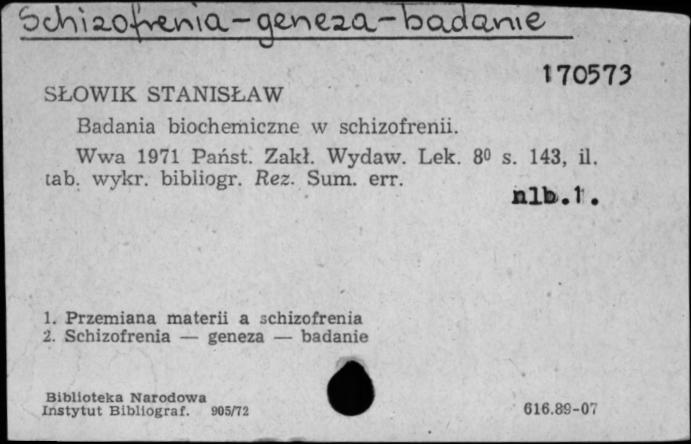 Schizofrenia - geneza - badanie
170573
SŁOWIK STANISŁAW
Badania biochemiczne w schizofrenii.
Wwa 1971 Państ. Zakł. Wydaw. Lek. 8⁰ s. 143, il.
tab. wykr. bibliogr. Rez. Sum. err.
nlb.1.
1. Przemiana materii a schizofrenia
2. Schizofrenia — geneza — badanie
Biblioteka Narodowa
Instytut Bibliograf. 905/72
616.89-07